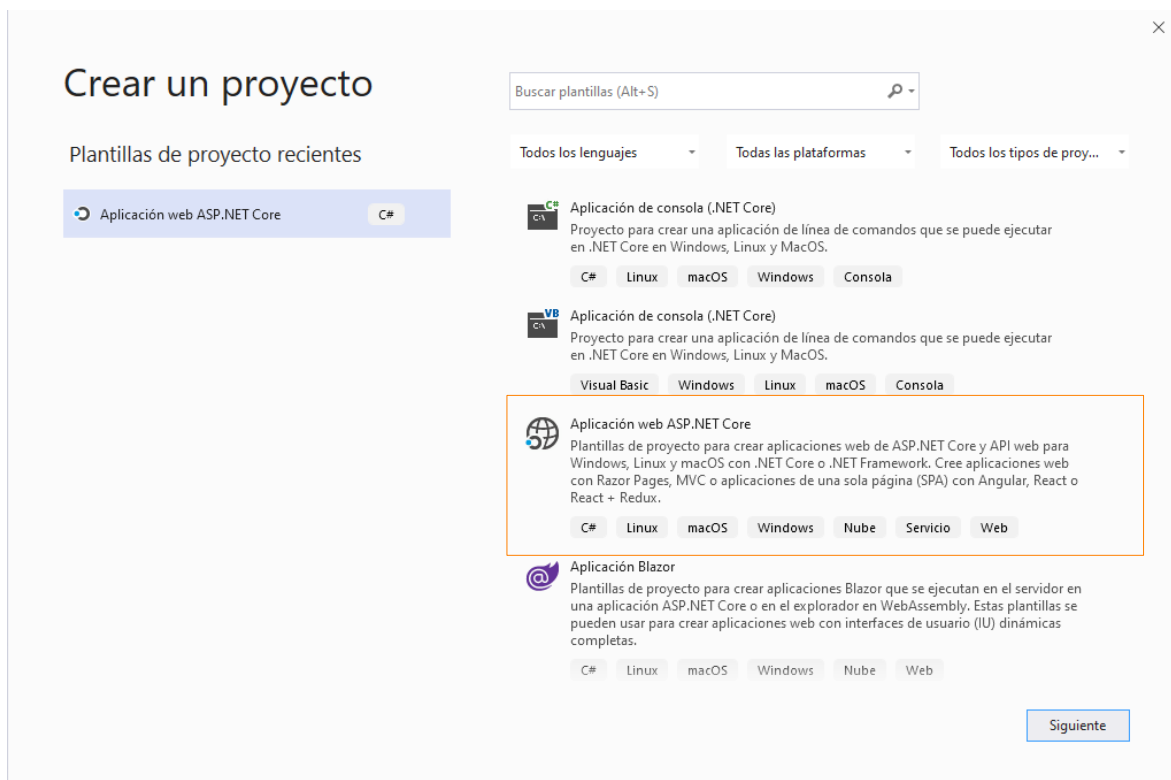 Crear un proyecto
Plantillas de proyecto recientes
Aplicación web ASP.NET Core C#
Buscar plantillas (Alt+S)
Todos los lenguajes Todas las plataformas Todos los tipos de proy...
C# C:\
Aplicación de consola (.NET Core)
Proyecto para crear una aplicación de línea de comandos que se puede ejecutar
en .NET Core en Windows, Linux y MacOS.
C# Linux macOS Windows Consola
VB C:\
Aplicación de consola (.NET Core)
Proyecto para crear una aplicación de línea de comandos que se puede ejecutar
en .NET Core en Windows, Linux y MacOS.
Visual Basic Windows Linux macOS Consola
Aplicación web ASP.NET Core
Plantillas de proyecto para crear aplicaciones web de ASP.NET Core y API web para
Windows, Linux y macOS con .NET Core o .NET Framework. Cree aplicaciones web
con Razor Pages, MVC o aplicaciones de una sola página (SPA) con Angular, React o
React + Redux.
C# Linux macOS Windows Nube Servicio Web
@
Aplicación Blazor
Plantillas de proyecto para crear aplicaciones Blazor que se ejecutan en el servidor en
una aplicación ASP.NET Core o en el explorador en WebAssembly. Estas plantillas se
pueden usar para crear aplicaciones web con interfaces de usuario (IU) dinámicas
completas.
C# Linux macOS Windows Nube Web
Siguiente